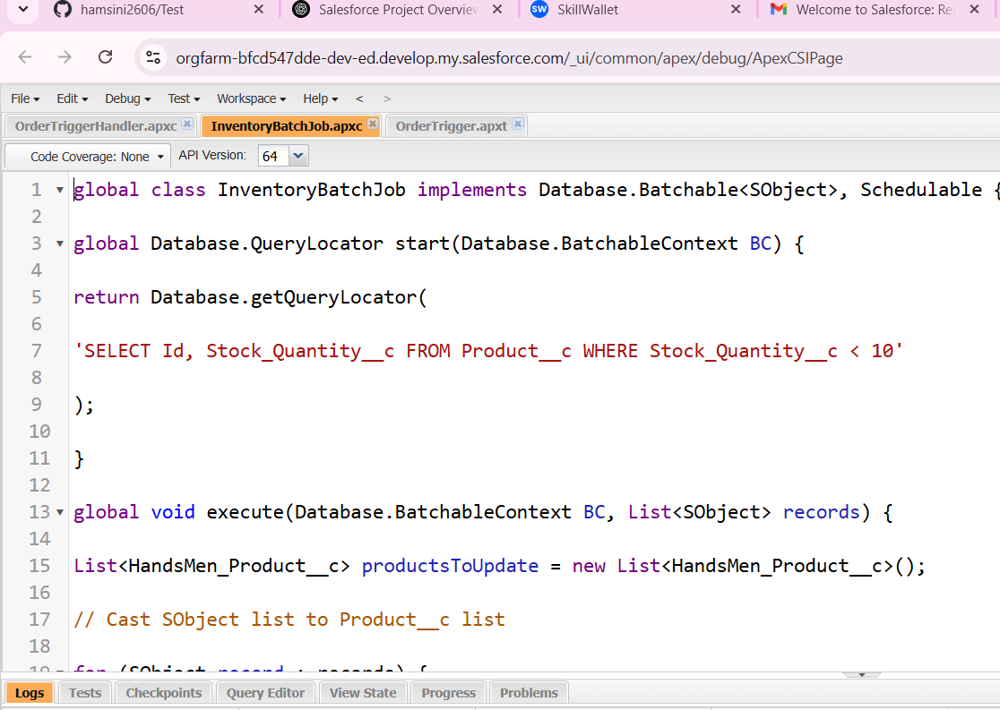 hamsini2606/Test
Salesforce Project Overview
SW SkillWallet
Welcome to Salesforce: Re
orgfarm-bfcd547dde-dev-ed.develop.my.salesforce.com/_ui/common/apex/debug/ApexCSIPage
File Edit Debug Test Workspace Help < >
OrderTriggerHandler.apxc InventoryBatchJob.apxc OrderTrigger.apxt
Code Coverage: None API Version: 64
1 global class InventoryBatchJob implements Database.Batchable<SObject>, Schedulable {
2
3 global Database.QueryLocator start(Database.BatchableContext BC) {
4
5 return Database.getQueryLocator(
6
7 'SELECT Id, Stock_Quantity__c FROM Product__c WHERE Stock_Quantity__c < 10'
8
9 );
10
11 }
12
13 global void execute(Database.BatchableContext BC, List<SObject> records) {
14
15 List<HandsMen_Product__c> productsToUpdate = new List<HandsMen_Product__c>();
16
17 // Cast SObject list to Product__c list
18
19 for (SObject record : records) {
Logs Tests Checkpoints Query Editor View State Progress Problems